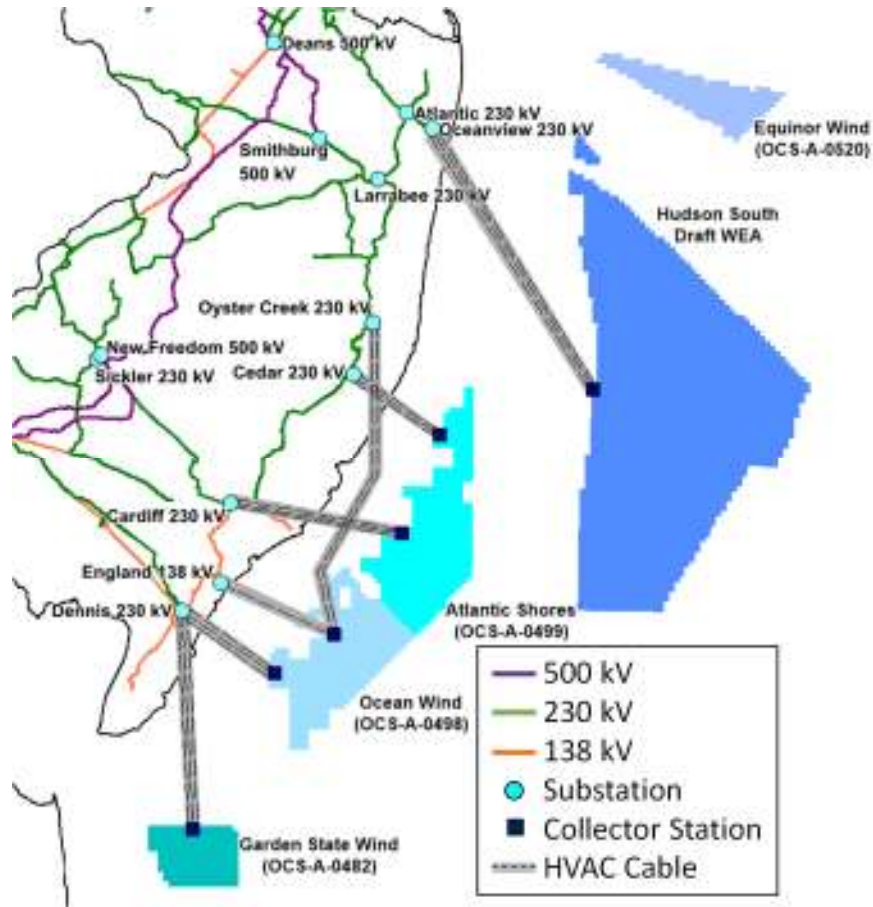 Deans 500 kV
Atlantic 230 kV
Oceanview 230 kV
Equinor Wind
(OCS-A-0520)
Smithburg
500 kV
Larrabee 230 kV
Hudson South
Draft WEA
Oyster Creek 230 kV
New Freedom 500 kV
Sickler 230 kV
Cedar 230 kV
Cardiff 230 kV
England 138 kV
Dennis 230 kV
Atlantic Shores
(OCS-A-0499)
Ocean Wind
(OCS-A-0498)
Garden State Wind
(OCS-A-0482)
500 kV
230 kV
138 kV
Substation
Collector Station
HVAC Cable